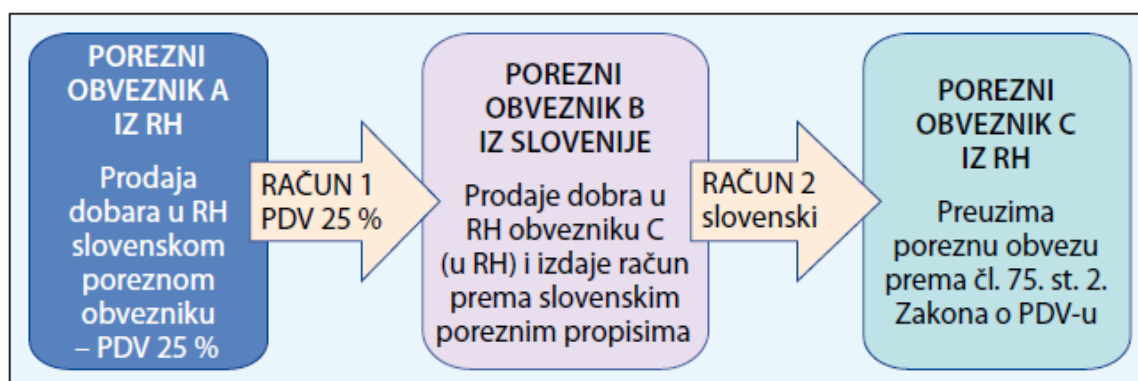 POREZNI
OBVEZNIK A
IZ RH
Prodaja
dobara u RH
slovenskom
poreznom
obvezniku
– PDV 25 %
RAČUN 1
PDV 25 %
POREZNI
OBVEZNIK B
IZ SLOVENIJE
Prodaje dobra u
RH obvezniku C
(u RH) i izdaje račun
prema slovenskim
poreznim propisima
RAČUN 2
slovenski
POREZNI
OBVEZNIK C
IZ RH
Preuzima
poreznu obvezu
prema čl. 75. st. 2.
Zakona o PDV-u